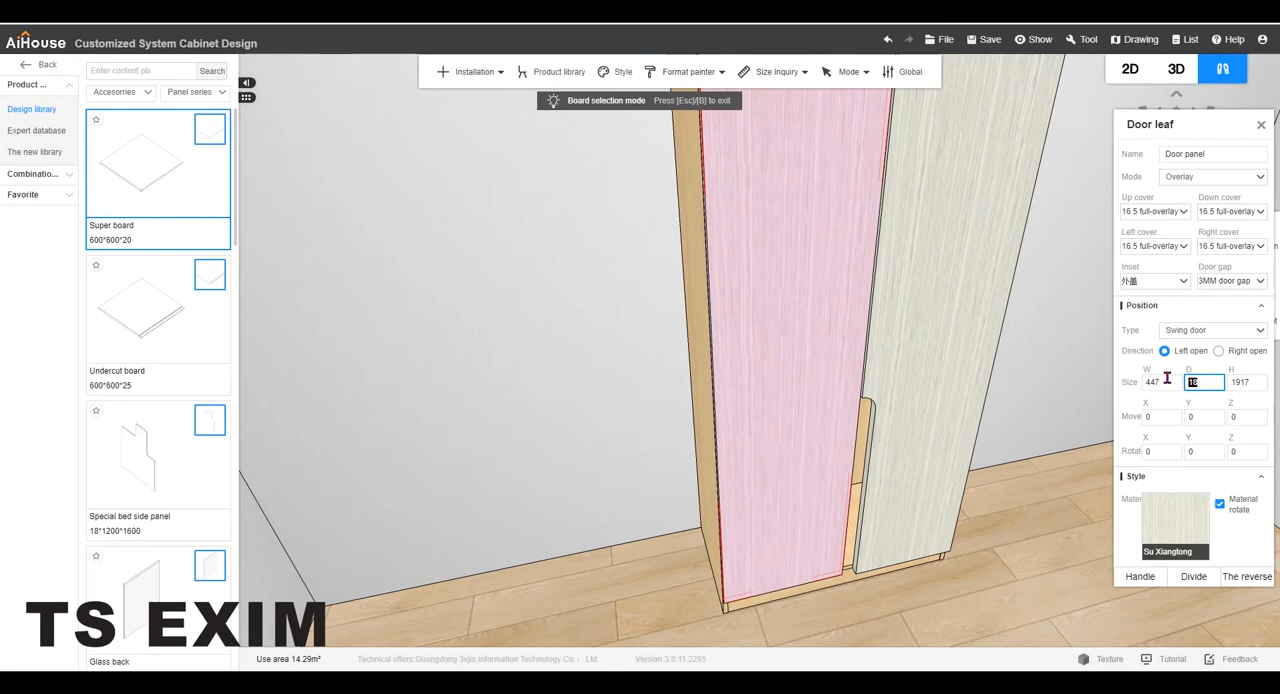 AiHouse Customized System Cabinet Design
File Save Show Tool Drawing List Help
Back
Enter content pls Search
Installation Product library Style Format painter Size Inquiry Mode Global
2D 3D
Product ...
Accesorries Panel series
Board selection mode Press [Esc]/[B] to exit
Design library
Expert database
The new library
Combinatio...
Favorite
Super board
600*600*20
Undercut board
600*600*25
Special bed side panel
18*1200*1600
Glass back
Door leaf
Name Door panel
Mode Overlay
Up cover Down cover
16.5 full-overlay 16.5 full-overlay
Left cover Right cover
16.5 full-overlay 16.5 full-overlay
Inset Door gap
外盖 3MM door gap
Position
Type Swing door
Direction Left open Right open
W D H
Size 447 18 1917
X Y Z
Move 0 0 0
X Y Z
Rotat 0 0 0
Style
Mater Material rotate
Su Xiangtong
Handle Divide The reverse
TS EXIM
Use area 14.29m² Technical offers:Guangdong 3vjia Information Technology Co.，Ltd. Version:3.0.11.2285
Texture Tutorial Feedback